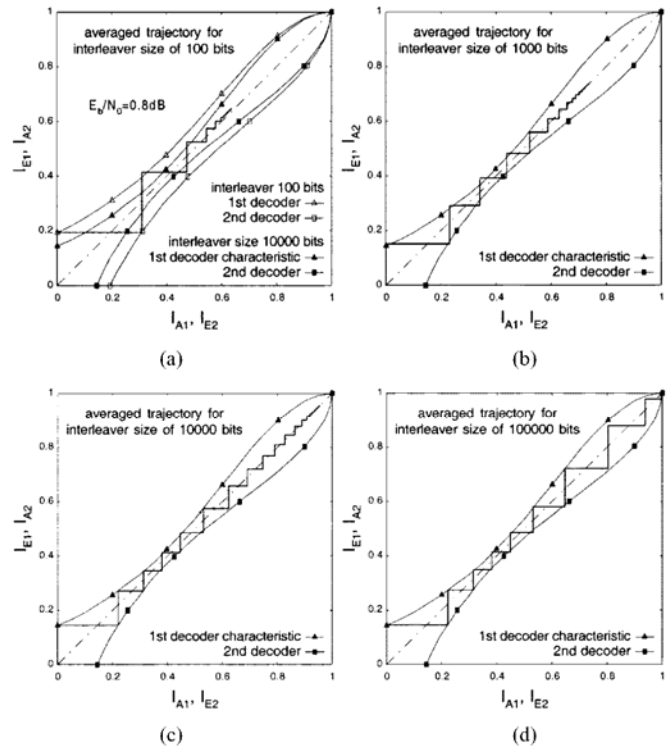 averaged trajectory for
interleaver size of 100 bits
E_b/N_0=0.8dB
I_E1, I_A2
1
0.8
0.6
0.4
0.2
0
interleaver 100 bits
1st decoder
2nd decoder
interleaver size 10000 bits
1st decoder characteristic
2nd decoder
0 0.2 0.4 0.6 0.8 1
I_A1, I_E2
(a)
averaged trajectory for
interleaver size of 1000 bits
I_E1, I_A2
1
0.8
0.6
0.4
0.2
0
1st decoder characteristic
2nd decoder
0 0.2 0.4 0.6 0.8 1
I_A1, I_E2
(b)
averaged trajectory for
interleaver size of 10000 bits
I_E1, I_A2
1
0.8
0.6
0.4
0.2
0
1st decoder characteristic
2nd decoder
0 0.2 0.4 0.6 0.8 1
I_A1, I_E2
(c)
averaged trajectory for
interleaver size of 100000 bits
I_E1, I_A2
1
0.8
0.6
0.4
0.2
0
1st decoder characteristic
2nd decoder
0 0.2 0.4 0.6 0.8 1
I_A1, I_E2
(d)